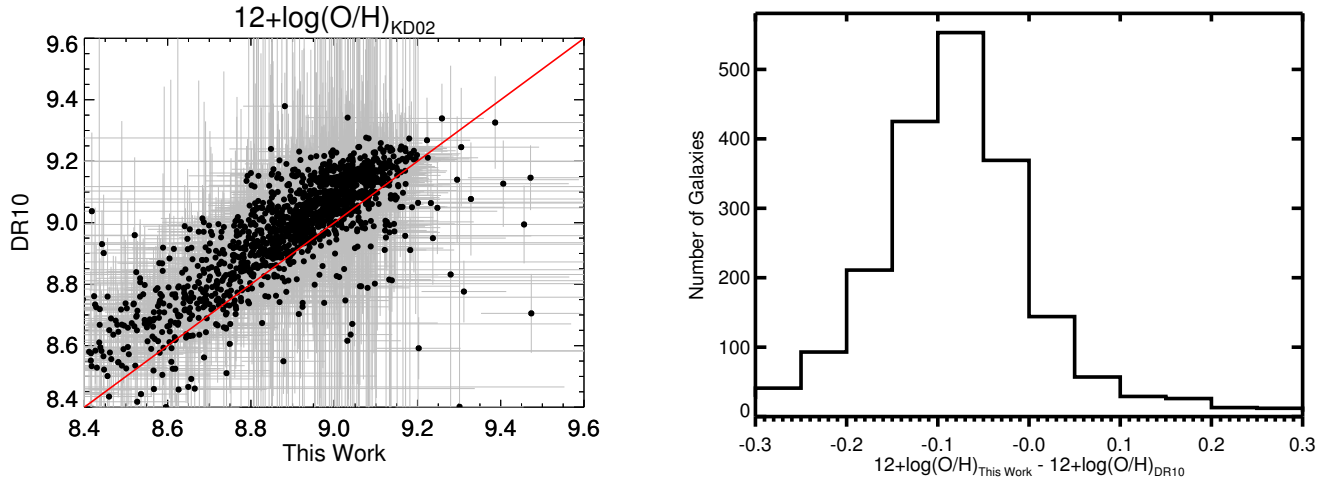 12+log(O/H)KD02
9.6
9.4
9.2
9.0
8.8
8.6
8.4
DR10
8.4 8.6 8.8 9.0 9.2 9.4 9.6
This Work
500
400
300
200
100
0
Number of Galaxies
-0.3 -0.2 -0.1 -0.0 0.1 0.2 0.3
12+log(O/H)This Work - 12+log(O/H)DR10